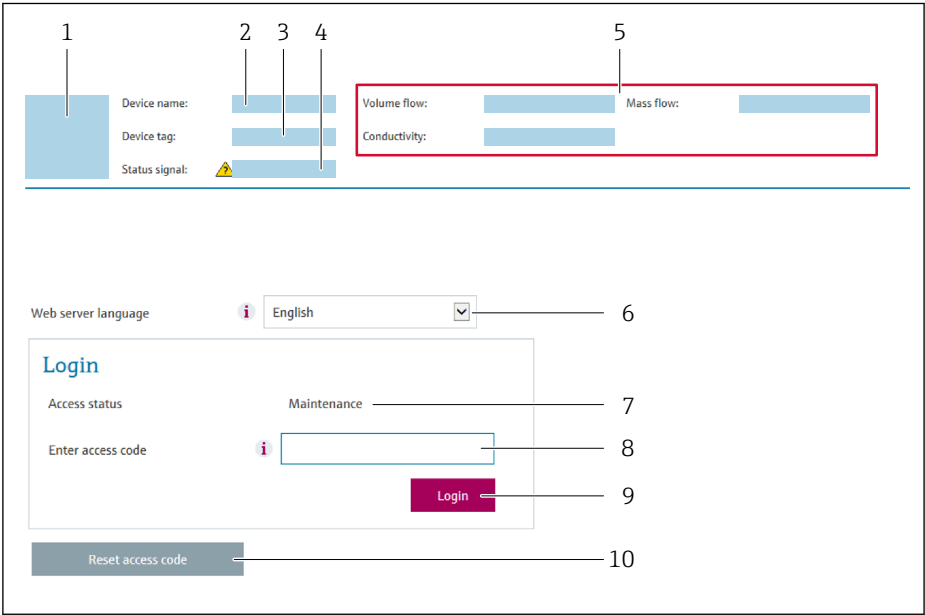 1 2 3 4 5
Device name: Volume flow: Mass flow:
Device tag: Conductivity:
Status signal: ?
Web server language i English 6
Login
Access status Maintenance 7
Enter access code i 8
Login 9
Reset access code 10